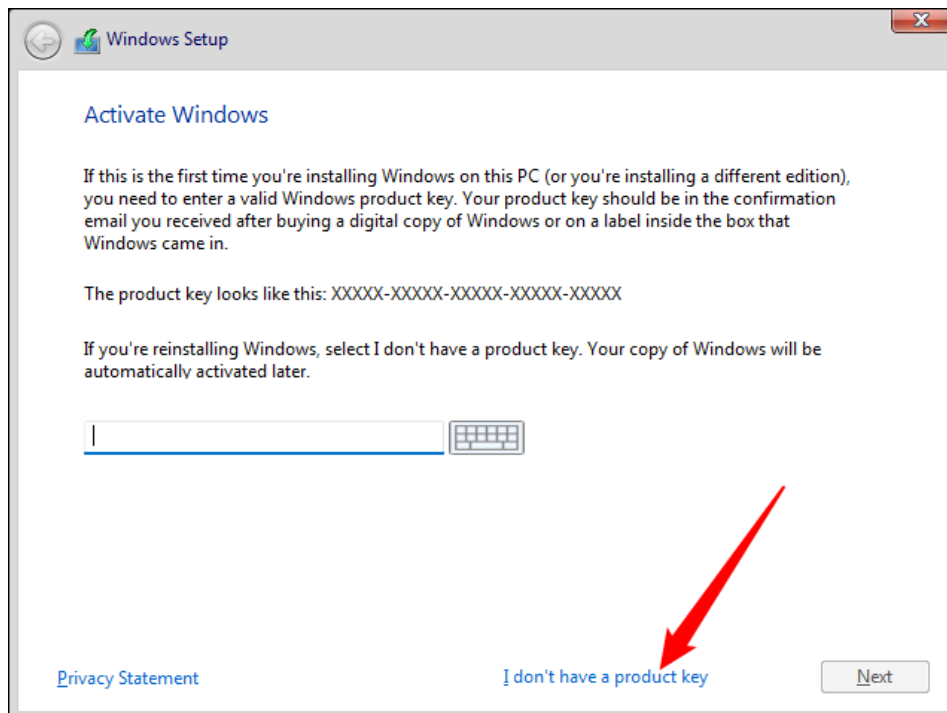 Windows Setup
Activate Windows
If this is the first time you're installing Windows on this PC (or you're installing a different edition),
you need to enter a valid Windows product key. Your product key should be in the confirmation
email you received after buying a digital copy of Windows or on a label inside the box that
Windows came in.
The product key looks like this: XXXXX-XXXXX-XXXXX-XXXXX-XXXXX
If you're reinstalling Windows, select I don't have a product key. Your copy of Windows will be
automatically activated later.
Privacy Statement
I don't have a product key
Next